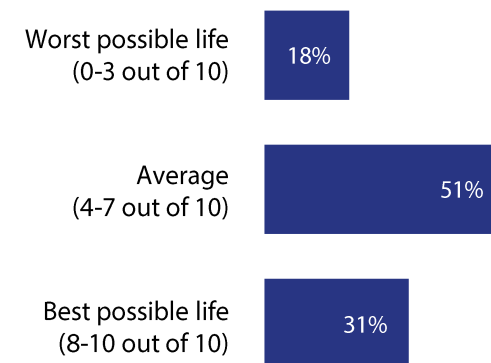 Worst possible life
(0-3 out of 10)
18%
Average
(4-7 out of 10)
51%
Best possible life
(8-10 out of 10)
31%